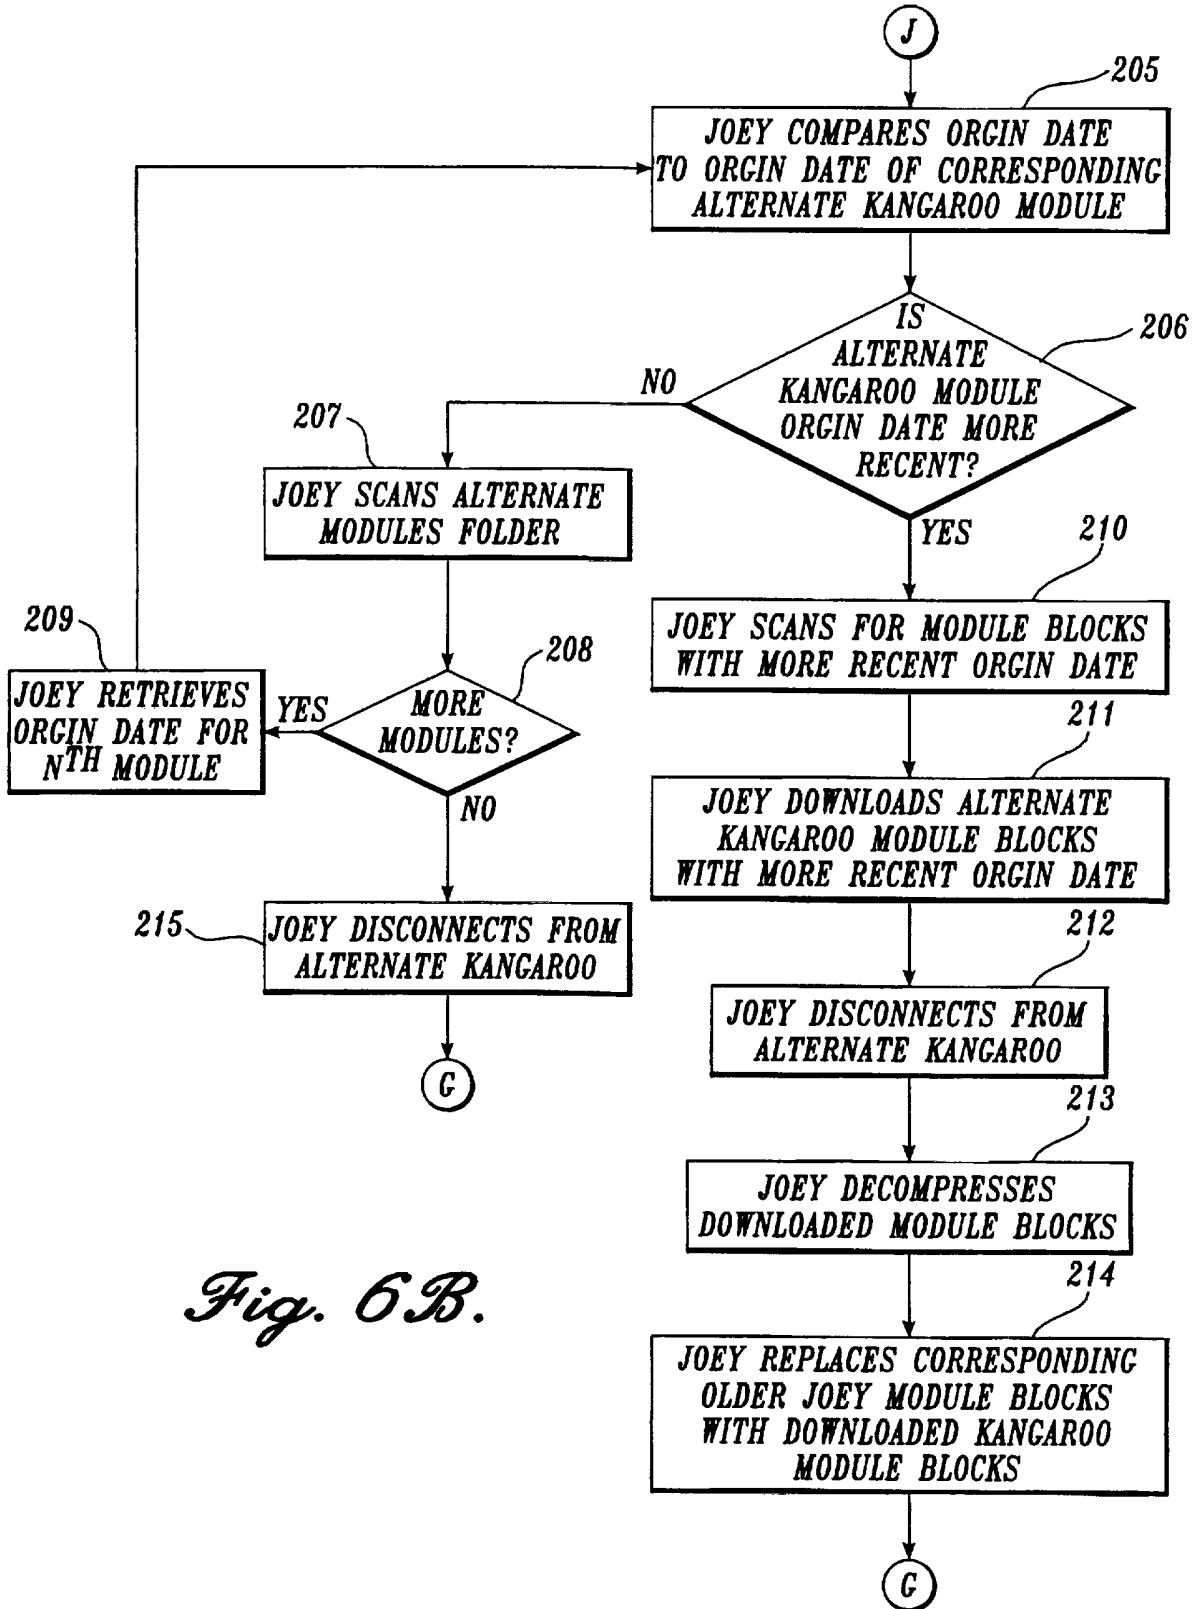 J
205
JOEY COMPARES ORGIN DATE
TO ORGIN DATE OF CORRESPONDING
ALTERNATE KANGAROO MODULE
206
IS
ALTERNATE
KANGAROO MODULE
ORGIN DATE MORE
RECENT?
NO
YES
207
JOEY SCANS ALTERNATE
MODULES FOLDER
208
MORE
MODULES?
YES
NO
209
JOEY RETRIEVES
ORGIN DATE FOR
NTH MODULE
215
JOEY DISCONNECTS FROM
ALTERNATE KANGAROO
G
210
JOEY SCANS FOR MODULE BLOCKS
WITH MORE RECENT ORGIN DATE
211
JOEY DOWNLOADS ALTERNATE
KANGAROO MODULE BLOCKS
WITH MORE RECENT ORGIN DATE
212
JOEY DISCONNECTS FROM
ALTERNATE KANGAROO
213
JOEY DECOMPRESSES
DOWNLOADED MODULE BLOCKS
214
JOEY REPLACES CORRESPONDING
OLDER JOEY MODULE BLOCKS
WITH DOWNLOADED KANGAROO
MODULE BLOCKS
G
Fig. 6B.